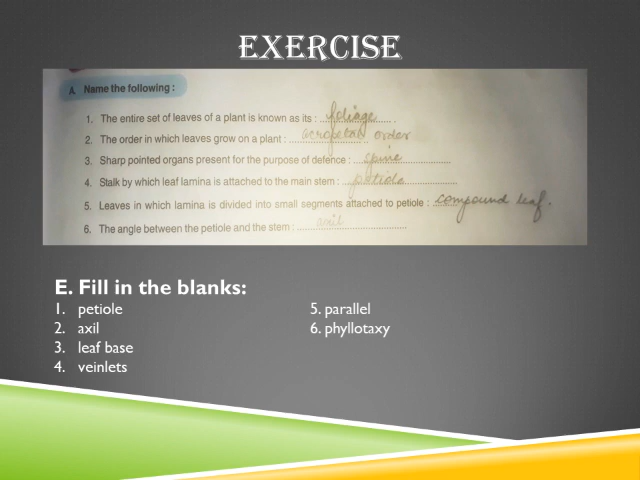 EXERCISE
A. Name the following :
1. The entire set of leaves of a plant is known as its : foliage
2. The order in which leaves grow on a plant : acropetal order
3. Sharp pointed organs present for the purpose of defence : spine
4. Stalk by which leaf lamina is attached to the main stem : petiole
5. Leaves in which lamina is divided into small segments attached to petiole : compound leaf.
6. The angle between the petiole and the stem : axil
E. Fill in the blanks:
1. petiole
2. axil
3. leaf base
4. veinlets
5. parallel
6. phyllotaxy